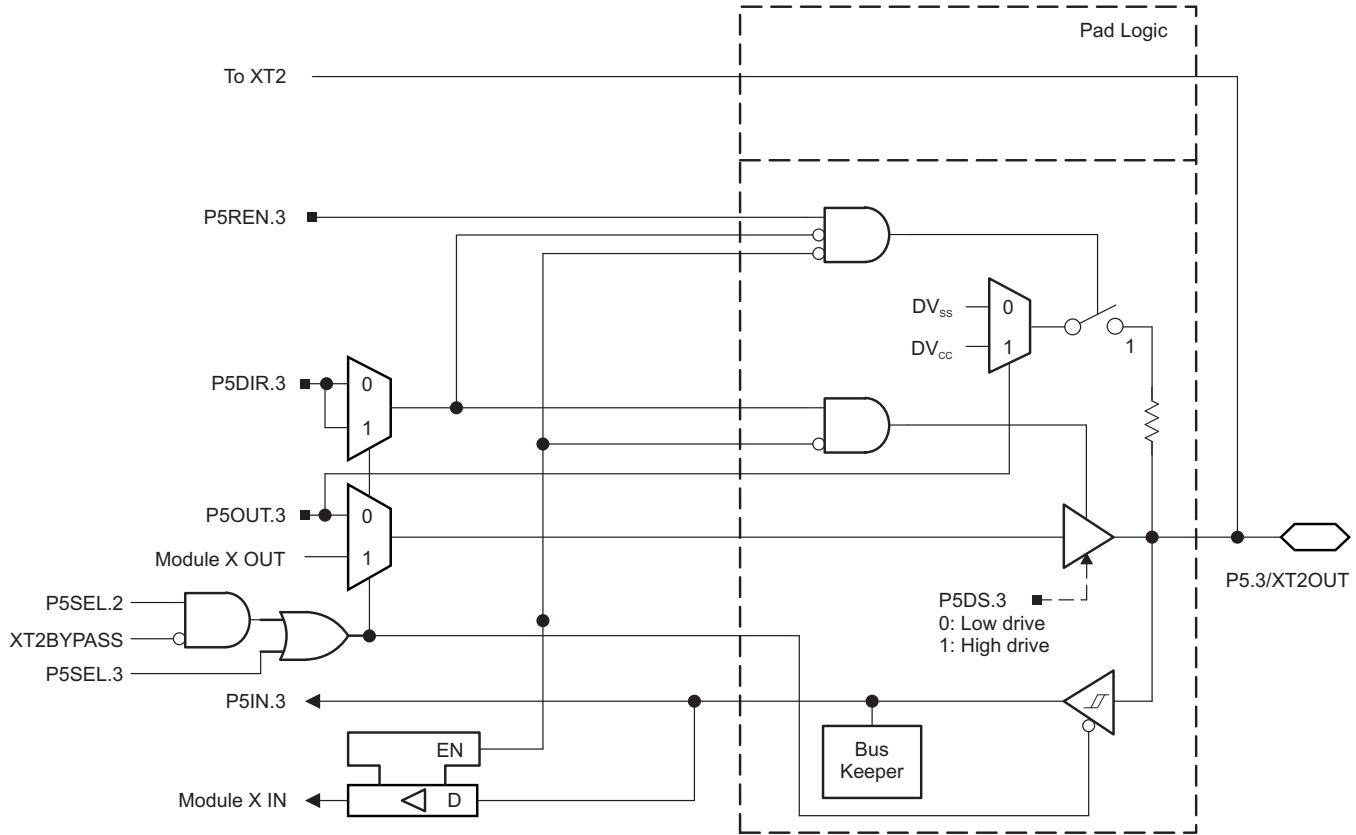 Pad Logic
To XT2
P5REN.3
DVSS
0
DVCC
1
1
P5DIR.3
0
1
P5OUT.3
0
Module X OUT
1
P5.3/XT2OUT
P5SEL.2
P5DS.3
0: Low drive
1: High drive
XT2BYPASS
P5SEL.3
P5IN.3
EN
Bus
Keeper
Module X IN
D